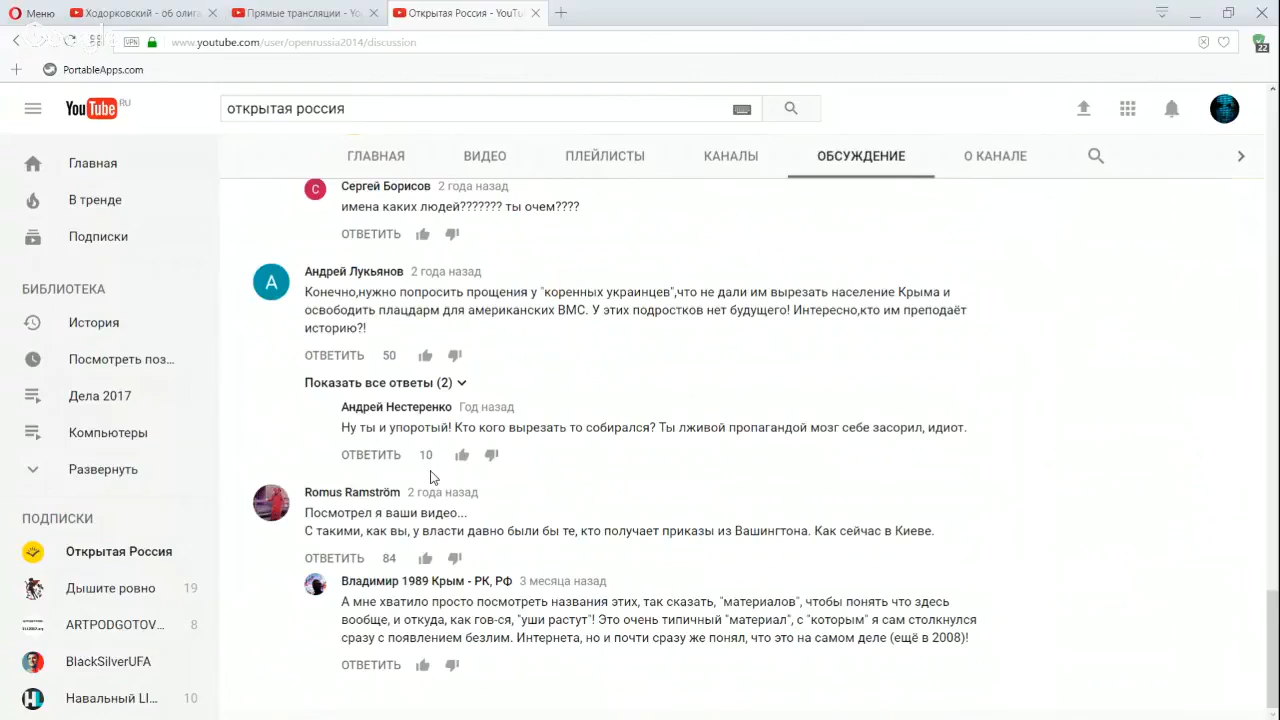 Меню
Ходорковский - об олига
Прямые трансляции - Yo
Открытая Россия - YouTu
VPN
www.youtube.com/user/openrussia2014/discussion
22
PortableApps.com
YouTube RU
открытая россия
ГЛАВНАЯ ВИДЕО ПЛЕЙЛИСТЫ КАНАЛЫ ОБСУЖДЕНИЕ О КАНАЛЕ
Главная
В тренде
Подписки
БИБЛИОТЕКА
История
Посмотреть поз...
Дела 2017
Компьютеры
Развернуть
ПОДПИСКИ
Открытая Россия
Дышите ровно 19
ARTPODGOTOV... 8
BlackSilverUFA
Навальный LI... 10
С
Сергей Борисов 2 года назад
имена каких людей??????? ты очем????
ОТВЕТИТЬ
А
Андрей Лукьянов 2 года назад
Конечно,нужно попросить прощения у "коренных украинцев",что не дали им вырезать население Крыма и
освободить плацдарм для американских ВМС. У этих подростков нет будущего! Интересно,кто им преподаёт
историю?!
ОТВЕТИТЬ 50
Показать все ответы (2)
Андрей Нестеренко Год назад
Ну ты и упоротый! Кто кого вырезать то собирался? Ты лживой пропагандой мозг себе засорил, идиот.
ОТВЕТИТЬ 10
Romus Ramström 2 года назад
Посмотрел я ваши видео...
С такими, как вы, у власти давно были бы те, кто получает приказы из Вашингтона. Как сейчас в Киеве.
ОТВЕТИТЬ 84
Владимир 1989 Крым - РК, РФ 3 месяца назад
А мне хватило просто посмотреть названия этих, так сказать, "материалов", чтобы понять что здесь
вообще, и откуда, как гов-ся, "уши растут"! Это очень типичный "материал", с "которым" я сам столкнулся
сразу с появлением безлим. Интернета, но и почти сразу же понял, что это на самом деле (ещё в 2008)!
ОТВЕТИТЬ